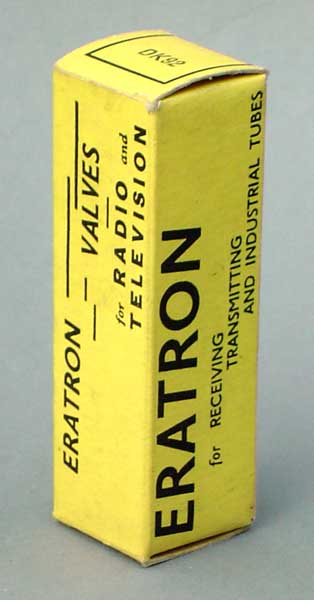 DK92
ERATRON
VALVES
for RADIO and
TELEVISION
ERATRON
for RECEIVING
TRANSMITTING
AND INDUSTRIAL TUBES